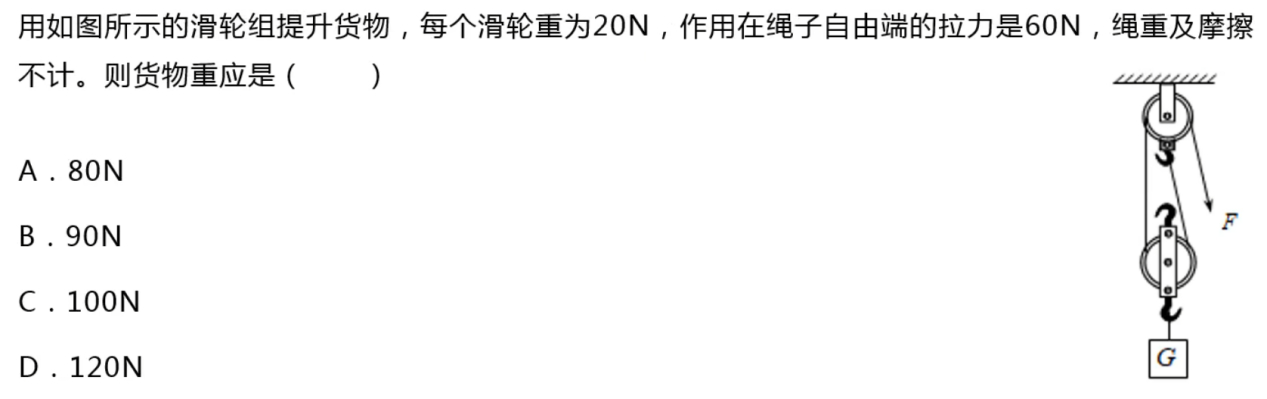 用如图所示的滑轮组提升货物，每个滑轮重为20N，作用在绳子自由端的拉力是60N，绳重及摩擦
不计。则货物重应是（　　）
A．80N
B．90N
C．100N
D．120N
F
G